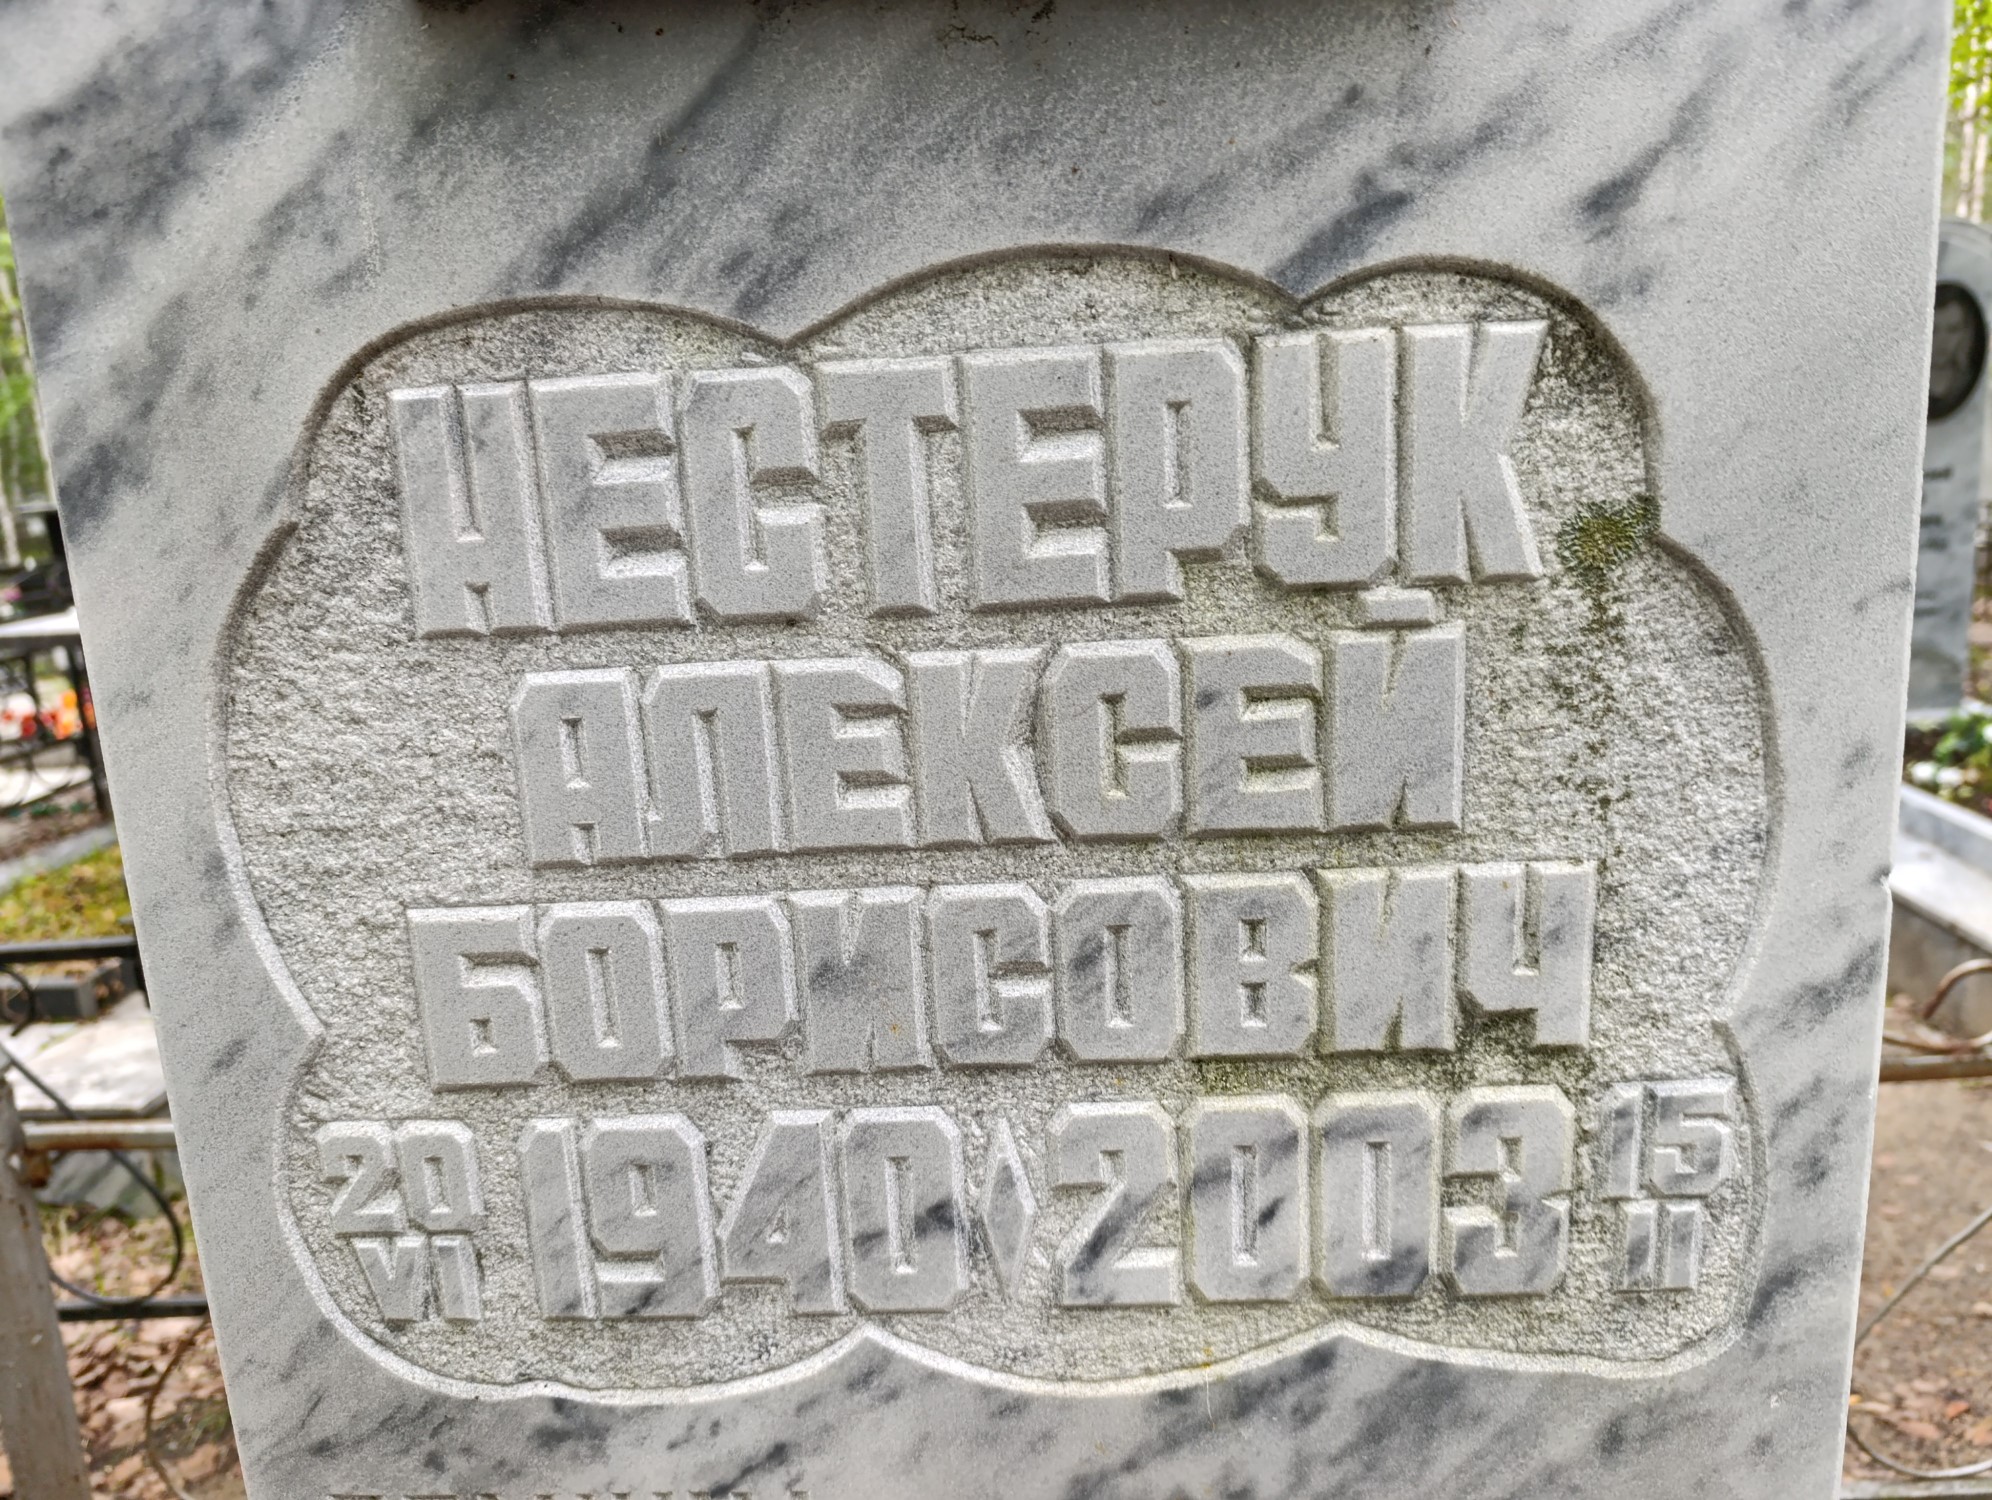 НЕСТЕРУК
АЛЕКСЕЙ
БОРИСОВИЧ
20 VI 1940 2003 15 II